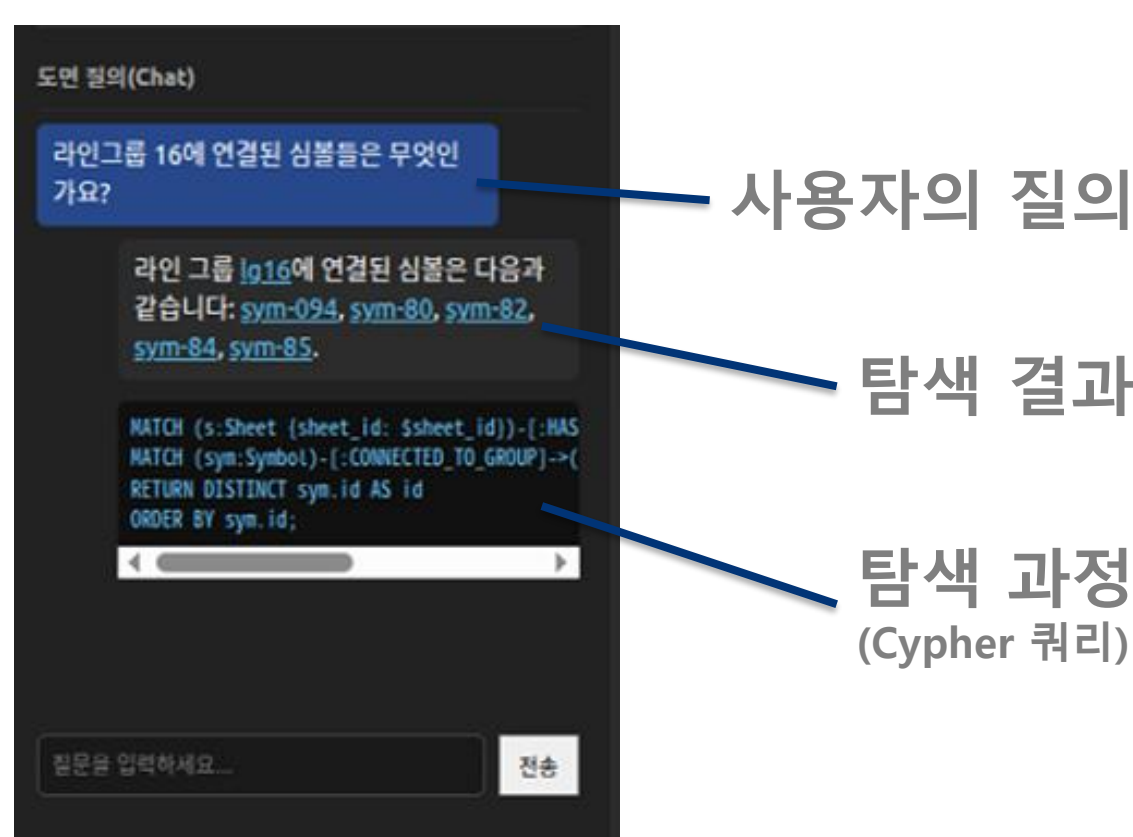 도면 질의(Chat)
라인그룹 16에 연결된 심볼들은 무엇인
가요?
사용자의 질의
라인 그룹 lg16에 연결된 심볼은 다음과
같습니다: sym-094, sym-80, sym-82,
sym-84, sym-85.
탐색 결과
MATCH (s:Sheet {sheet_id: $sheet_id})-[:HAS
MATCH (sym:Symbol)-[:CONNECTED_TO_GROUP]->(
RETURN DISTINCT sym.id AS id
ORDER BY sym.id;
탐색 과정
(Cypher 쿼리)
질문을 입력하세요...
전송